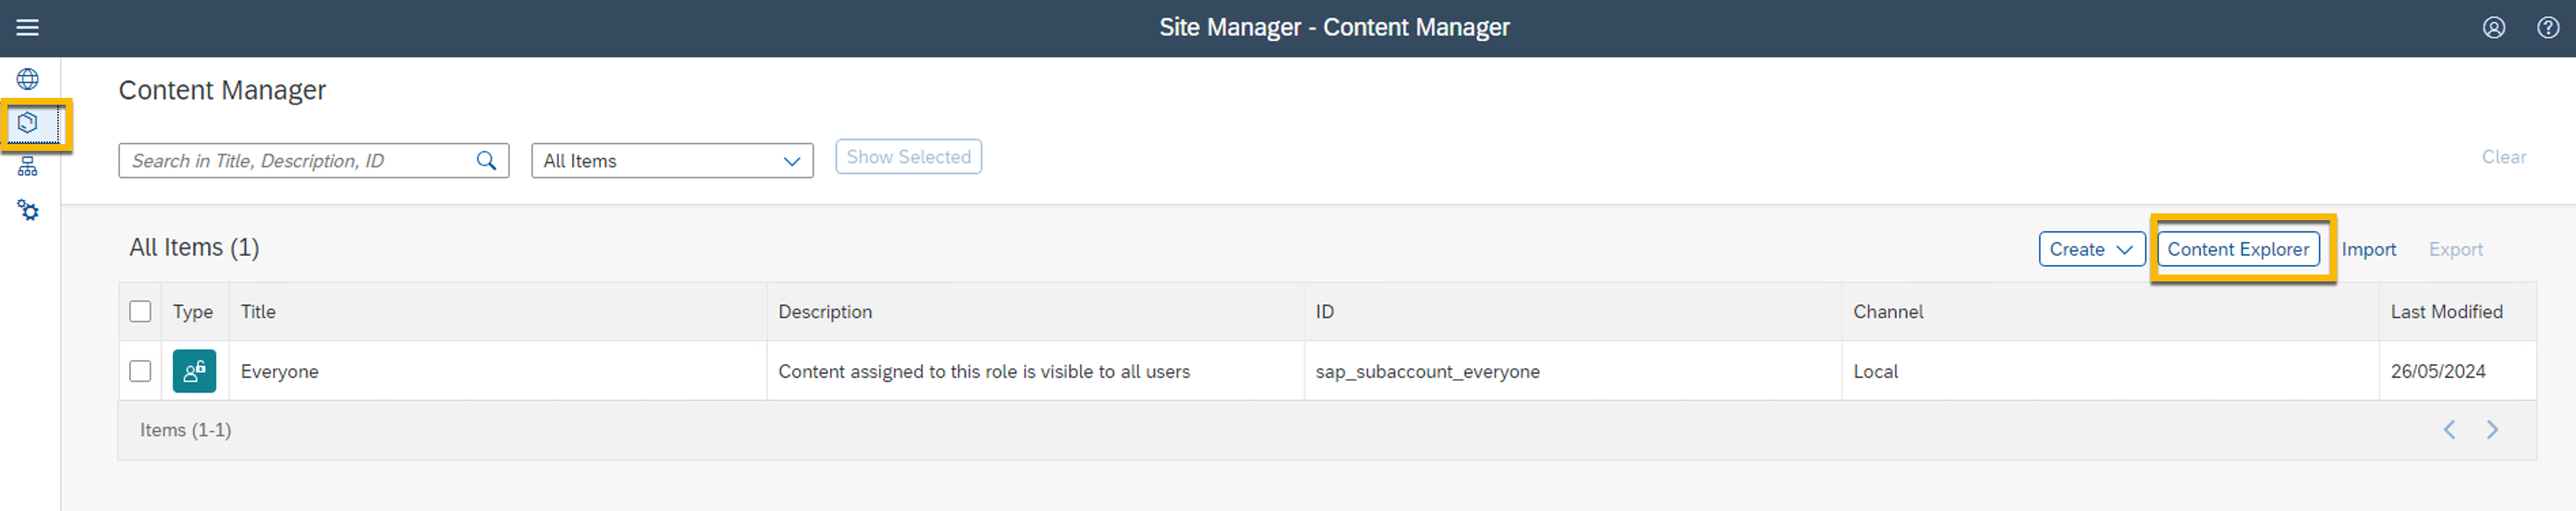 Site Manager - Content Manager
Content Manager
Search in Title, Description, ID
All Items
Show Selected
Clear
All Items (1)
Create
Content Explorer
Import
Export
Type Title Description ID Channel Last Modified
Everyone Content assigned to this role is visible to all users sap_subaccount_everyone Local 26/05/2024
Items (1-1)